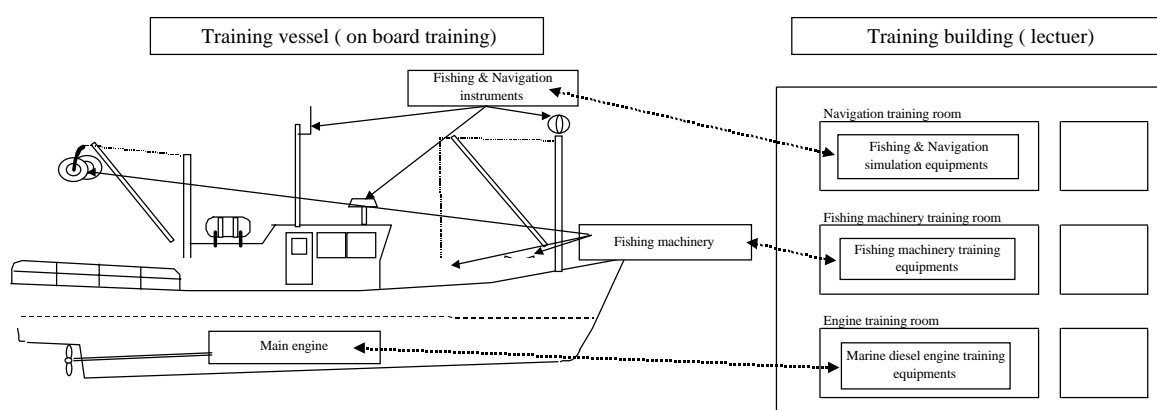 Training vessel ( on board training)
Training building ( lectuer)
Fishing & Navigation
instruments
Navigation training room
Fishing & Navigation
simulation equipments
Fishing machinery training room
Fishing machinery
Fishing machinery training
equipments
Engine training room
Main engine
Marine diesel engine training
equipments